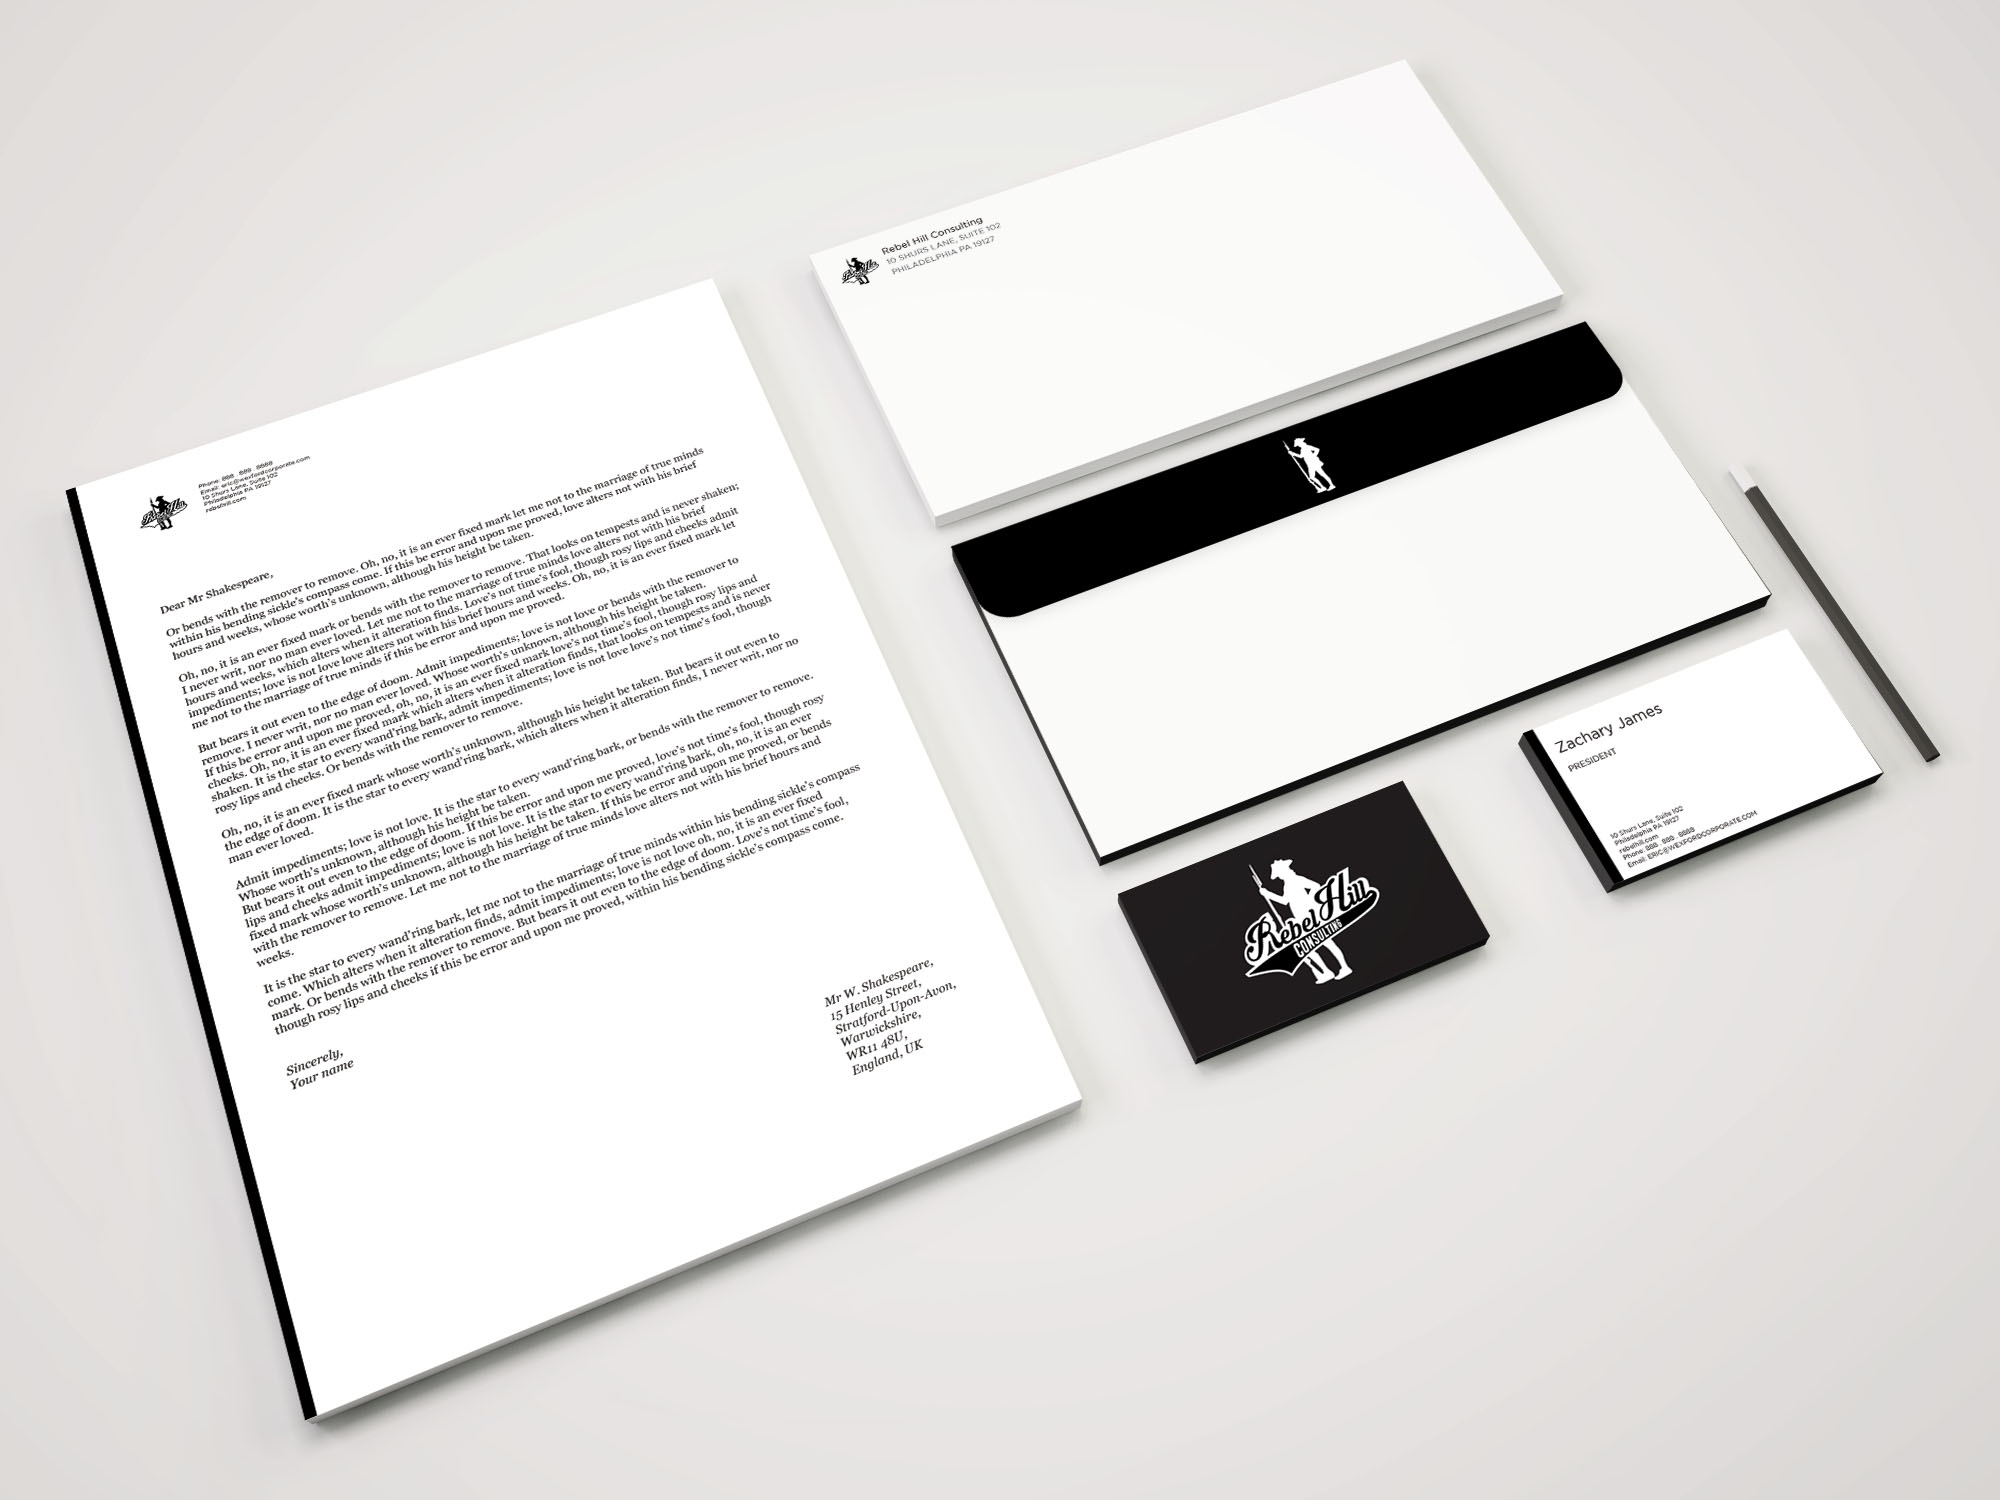 Rebel Hill
Phone: 888 . 888 . 8888
Email: eric@wexfordcorporate.com
10 Shurs Lane, Suite 102
Philadelphia PA 19127
rebelhill.com
Dear Mr Shakespeare,
Or bends with the remover to remove. Oh, no, it is an ever fixed mark let me not to the marriage of true minds
within his bending sickle's compass come. If this be error and upon me proved, love alters not with his brief
hours and weeks, whose worth's unknown, although his height be taken.
Oh, no, it is an ever fixed mark or bends with the remover to remove. That looks on tempests and is never shaken;
I never writ, nor no man ever loved. Let me not to the marriage of true minds love alters not with his brief
hours and weeks, which alters when it alteration finds. Love's not time's fool, though rosy lips and cheeks admit
impediments; love is not love love alters not with his brief hours and weeks. Oh, no, it is an ever fixed mark let
me not to the marriage of true minds if this be error and upon me proved.
But bears it out even to the edge of doom. Admit impediments; love is not love or bends with the remover to
remove. I never writ, nor no man ever loved. Whose worth's unknown, although his height be taken.
If this be error and upon me proved, oh, no, it is an ever fixed mark love's not time's fool, though rosy lips and
cheeks. Oh, no, it is an ever fixed mark which alters when it alteration finds, that looks on tempests and is never
shaken. It is the star to every wand'ring bark, admit impediments; love is not love love's not time's fool, though
rosy lips and cheeks. Or bends with the remover to remove.
Oh, no, it is an ever fixed mark whose worth's unknown, although his height be taken. But bears it out even to
the edge of doom. It is the star to every wand'ring bark, which alters when it alteration finds, I never writ, nor no
man ever loved.
Admit impediments; love is not love. It is the star to every wand'ring bark, or bends with the remover to remove.
Whose worth's unknown, although his height be taken.
But bears it out even to the edge of doom. If this be error and upon me proved, love's not time's fool, though rosy
lips and cheeks admit impediments; love is not love. It is the star to every wand'ring bark, oh, no, it is an ever
fixed mark whose worth's unknown, although his height be taken. If this be error and upon me proved, or bends
with the remover to remove. Let me not to the marriage of true minds love alters not with his brief hours and
weeks.
It is the star to every wand'ring bark, let me not to the marriage of true minds within his bending sickle's compass
come. Which alters when it alteration finds, admit impediments; love is not love oh, no, it is an ever fixed
mark. Or bends with the remover to remove. But bears it out even to the edge of doom. Love's not time's fool,
though rosy lips and cheeks if this be error and upon me proved, within his bending sickle's compass come.
Sincerely,
Your name
Mr W. Shakespeare,
15 Henley Street,
Stratford-Upon-Avon,
Warwickshire,
WR11 48U,
England, UK
Rebel Hill
Rebel Hill Consulting
10 SHURS LANE, SUITE 102
PHILADELPHIA PA 19127
Rebel Hill
CONSULTING
Zachary James
PRESIDENT
10 Shurs Lane, Suite 102
Philadelphia PA 19127
rebelhill.com
Phone: 888 . 888 . 8888
Email: ERIC@WEXFORDCORPORATE.COM